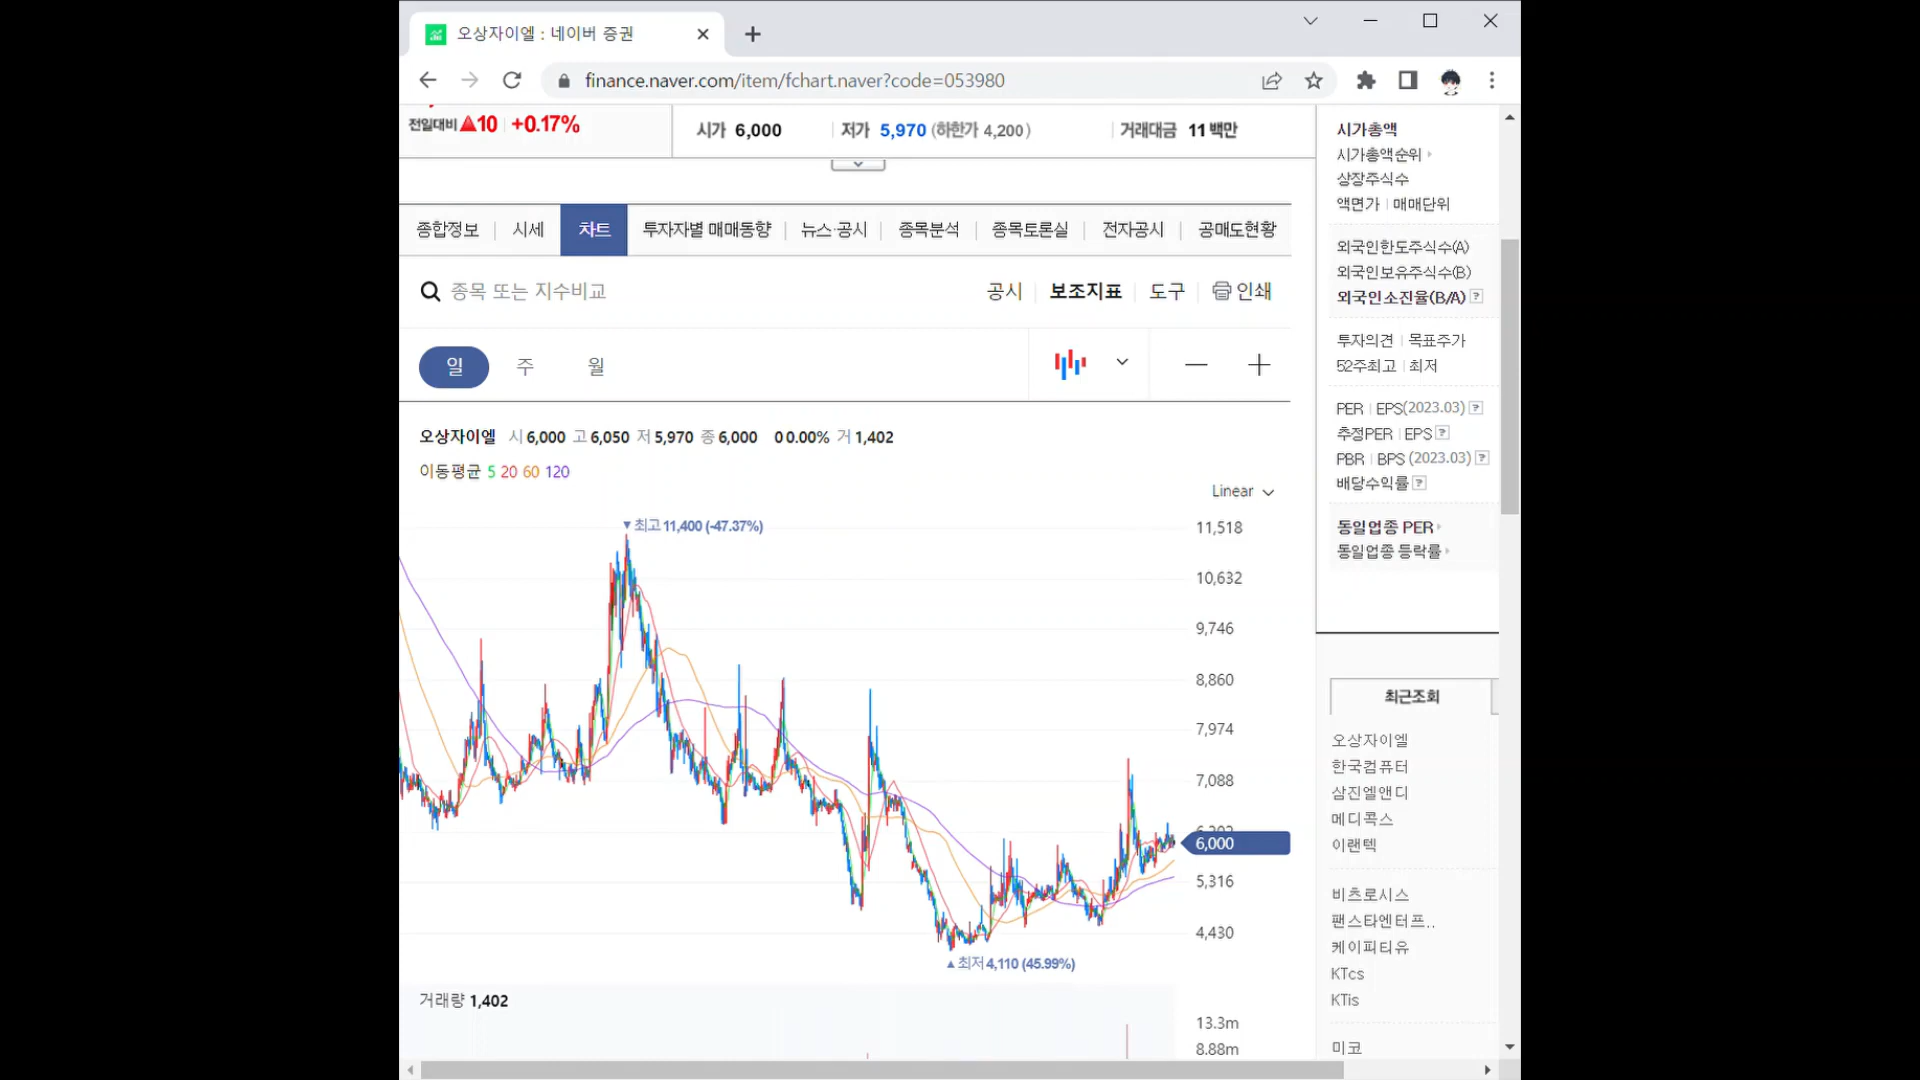 오상자이엘 : 네이버 증권
finance.naver.com/item/fchart.naver?code=053980
전일대비 ▲10 +0.17%
시가 6,000 저가 5,970 (하한가 4,200) 거래대금 11 백만
종합정보 시세 차트 투자자별 매매동향 뉴스·공시 종목분석 종목토론실 전자공시 공매도현황
종목 또는 지수비교 공시 보조지표 도구 인쇄
일 주 월
오상자이엘 시 6,000 고 6,050 저 5,970 종 6,000 0 0.00% 거 1,402
이동평균 5 20 60 120
Linear
▼최고 11,400 (-47.37%)
11,518
10,632
9,746
8,860
7,974
7,088
6,000
5,316
4,430
▲최저 4,110 (45.99%)
거래량 1,402
13.3m
8.88m
시가총액
시가총액순위
상장주식수
액면가 | 매매단위
외국인한도주식수(A)
외국인보유주식수(B)
외국인소진율(B/A) ?
투자의견 | 목표주가
52주최고 | 최저
PER | EPS(2023.03) ?
추정PER | EPS ?
PBR | BPS (2023.03) ?
배당수익률 ?
동일업종 PER
동일업종 등락률
최근조회
오상자이엘
한국컴퓨터
삼진엘앤디
메디콕스
이랜텍
비츠로시스
팬스타엔터프..
케이피티유
KTcs
KTis
미코